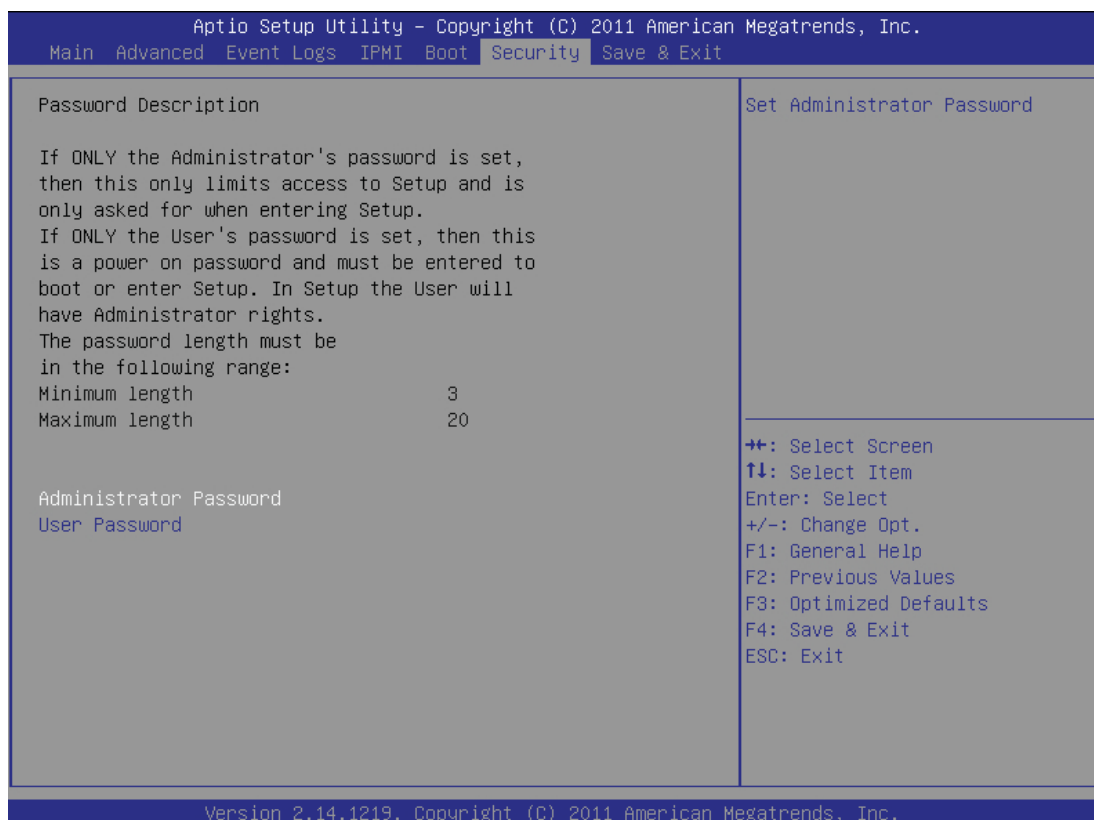 Aptio Setup Utility – Copyright (C) 2011 American Megatrends, Inc.
Main Advanced Event Logs IPMI Boot Security Save & Exit
Password Description
If ONLY the Administrator's password is set,
then this only limits access to Setup and is
only asked for when entering Setup.
If ONLY the User's password is set, then this
is a power on password and must be entered to
boot or enter Setup. In Setup the User will
have Administrator rights.
The password length must be
in the following range:
Minimum length 3
Maximum length 20
Administrator Password
User Password
Set Administrator Password
→←: Select Screen
↑↓: Select Item
Enter: Select
+/-: Change Opt.
F1: General Help
F2: Previous Values
F3: Optimized Defaults
F4: Save & Exit
ESC: Exit
Version 2.14.1219. Copyright (C) 2011 American Megatrends, Inc.